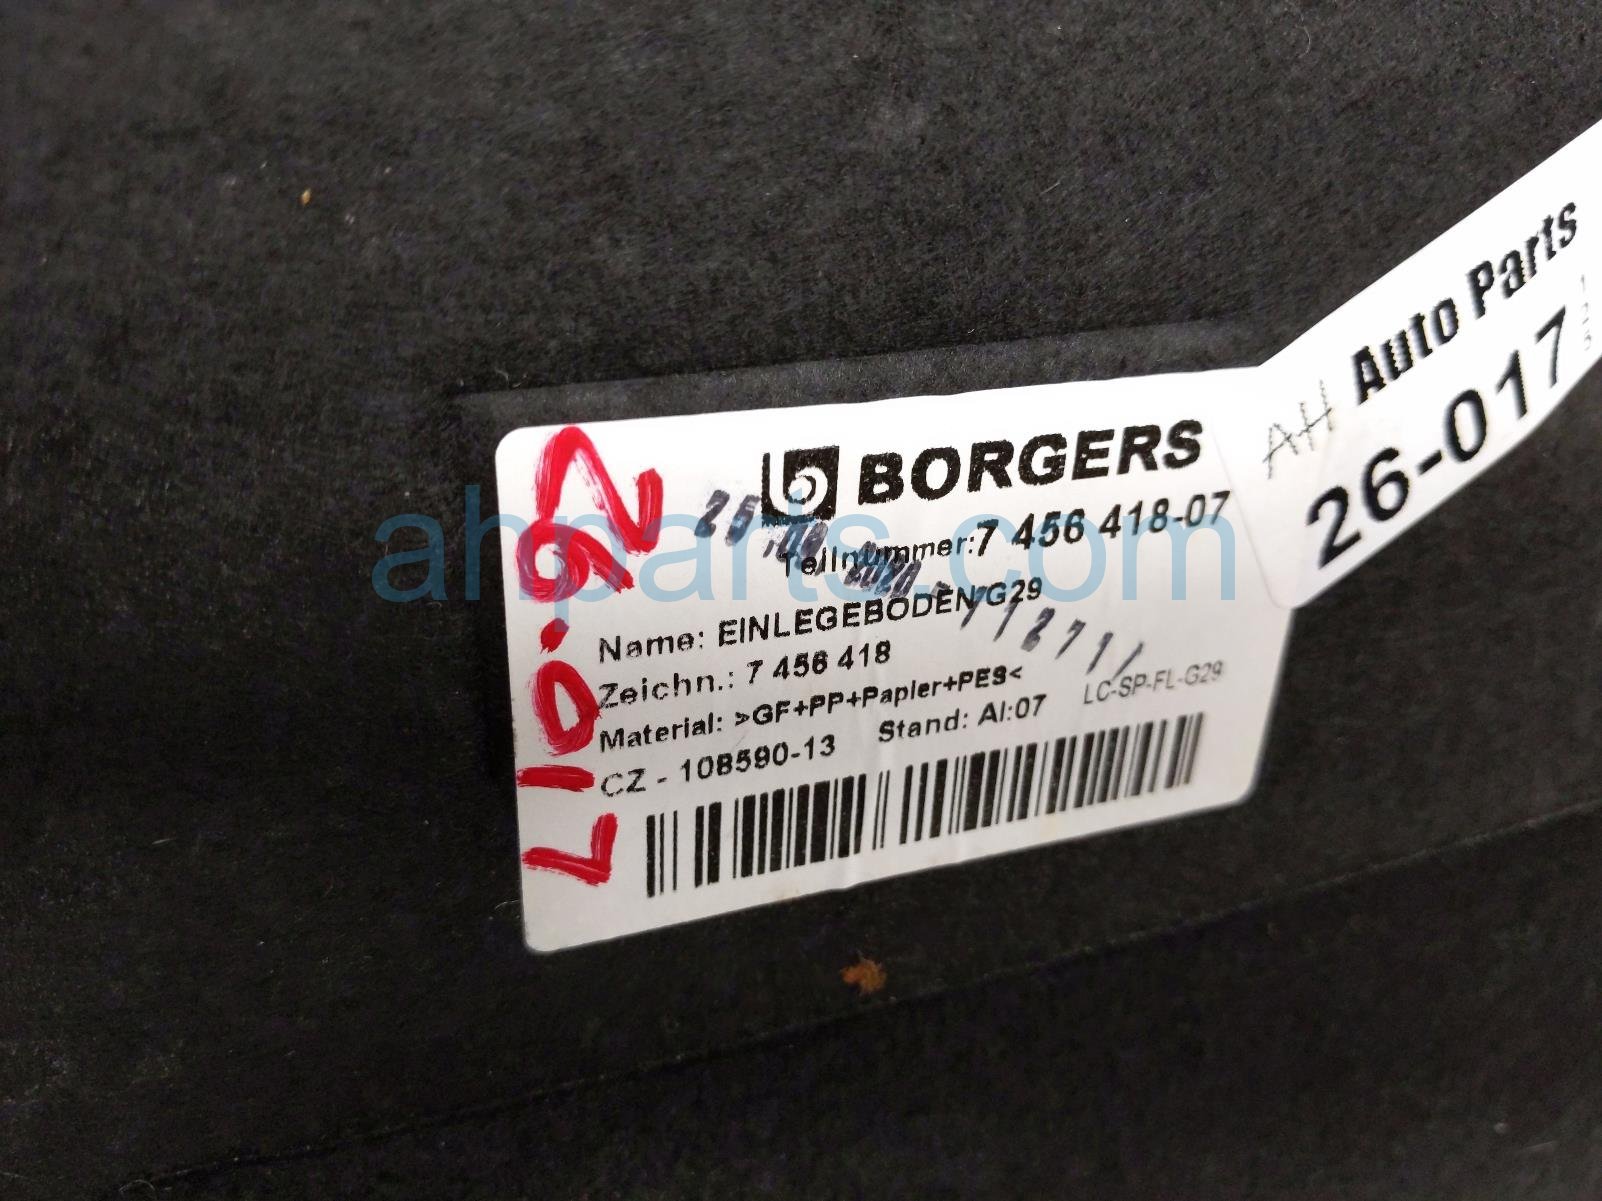 BORGERS
Teilnummer:7 456 418-07
Name: EINLEGEBODEN G29
Zeichn.: 7 456 418
Material: >GF+PP+Papier+PES<
CZ - 108590-13 Stand: AI:07 LC-SP-FL-G29
L10-92
AH Auto Parts
26-017
ahparts.com